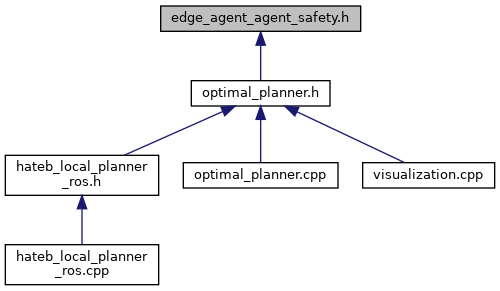 edge_agent_agent_safety.h
optimal_planner.h
hateb_local_planner
_ros.h
optimal_planner.cpp
visualization.cpp
hateb_local_planner
_ros.cpp